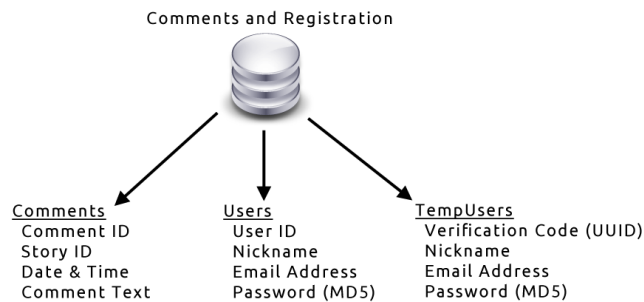 Comments and Registration
Comments
Comment ID
Story ID
Date & Time
Comment Text
Users
User ID
Nickname
Email Address
Password (MD5)
TempUsers
Verification Code (UUID)
Nickname
Email Address
Password (MD5)